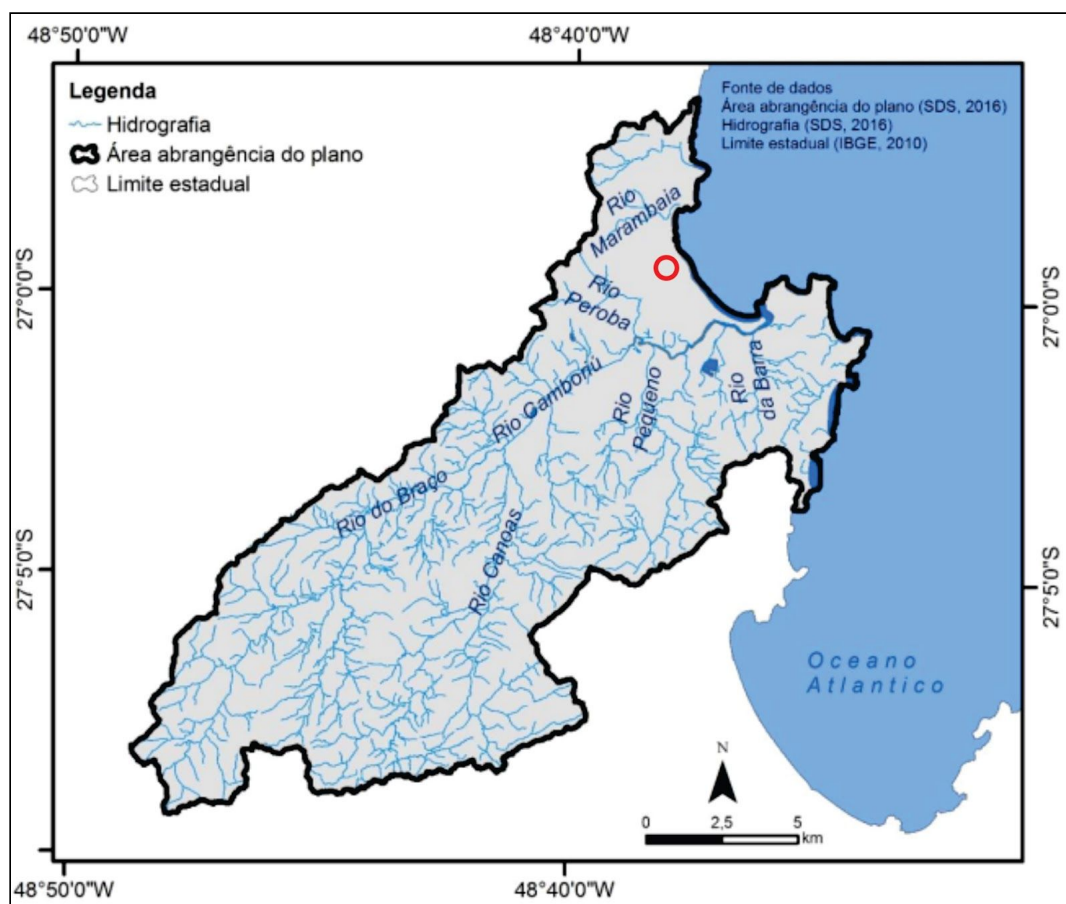 48°50'0"W
48°40'0"W
Legenda
Hidrografia
Área abrangência do plano
Limite estadual
Fonte de dados
Área abrangência do plano (SDS, 2016)
Hidrografia (SDS, 2016)
Limite estadual (IBGE, 2010)
Rio
Marambaia
27°0'0"S
27°0'0"S
Rio
Peroba
Rio Camboriú
Rio
Pequeno
Rio
da Barra
Rio do Braço
Rio Canoas
27°5'0"S
27°5'0"S
Oceano
Atlantico
N
0 2,5 5
km
48°50'0"W
48°40'0"W